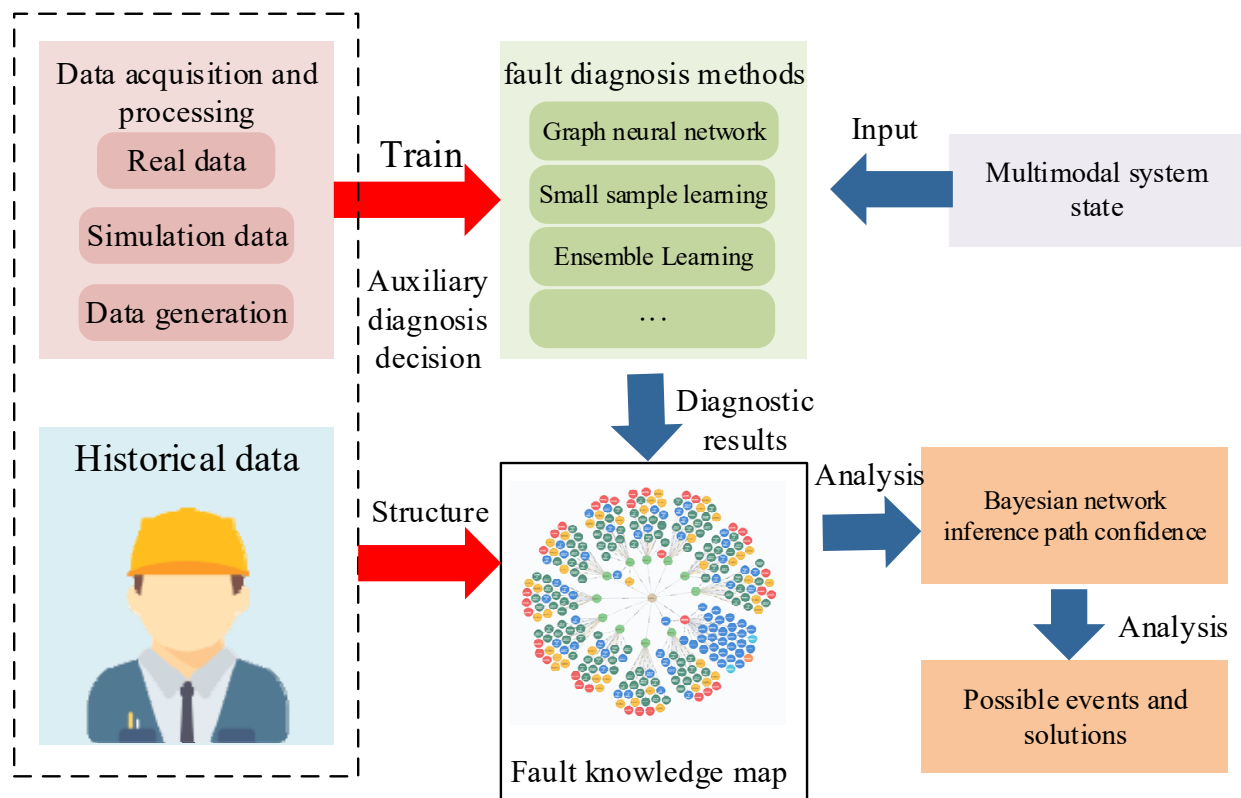 Data acquisition and
processing
Real data
Simulation data
Data generation
Historical data
Train
Auxiliary
diagnosis
decision
Structure
fault diagnosis methods
Graph neural network
Small sample learning
Ensemble Learning
...
Input
Multimodal system
state
Diagnostic
results
Fault knowledge map
Analysis
Bayesian network
inference path confidence
Analysis
Possible events and
solutions